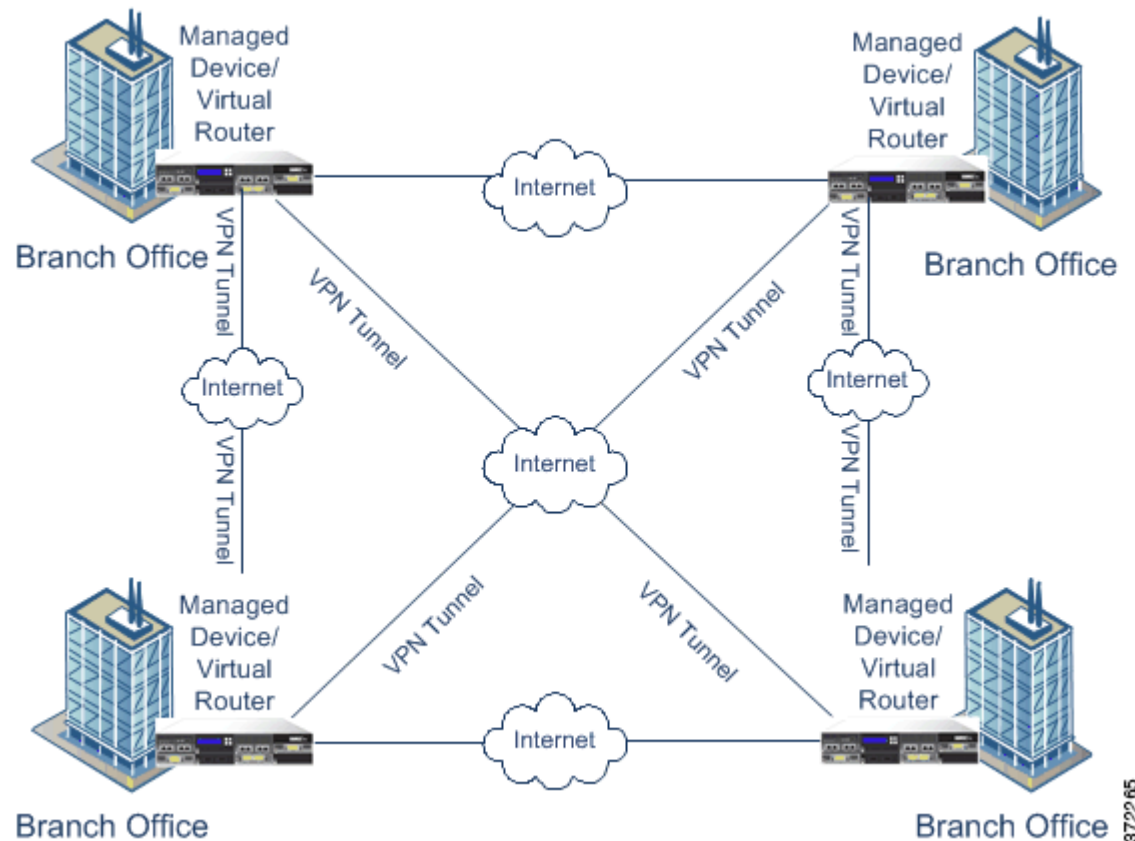 Managed
Device/
Virtual
Router
Branch Office
Managed
Device/
Virtual
Router
Branch Office
Internet
VPN Tunnel
VPN Tunnel
VPN Tunnel
VPN Tunnel
Internet
Internet
Internet
VPN Tunnel
VPN Tunnel
VPN Tunnel
VPN Tunnel
Managed
Device/
Virtual
Router
Branch Office
Internet
Managed
Device/
Virtual
Router
Branch Office
372265